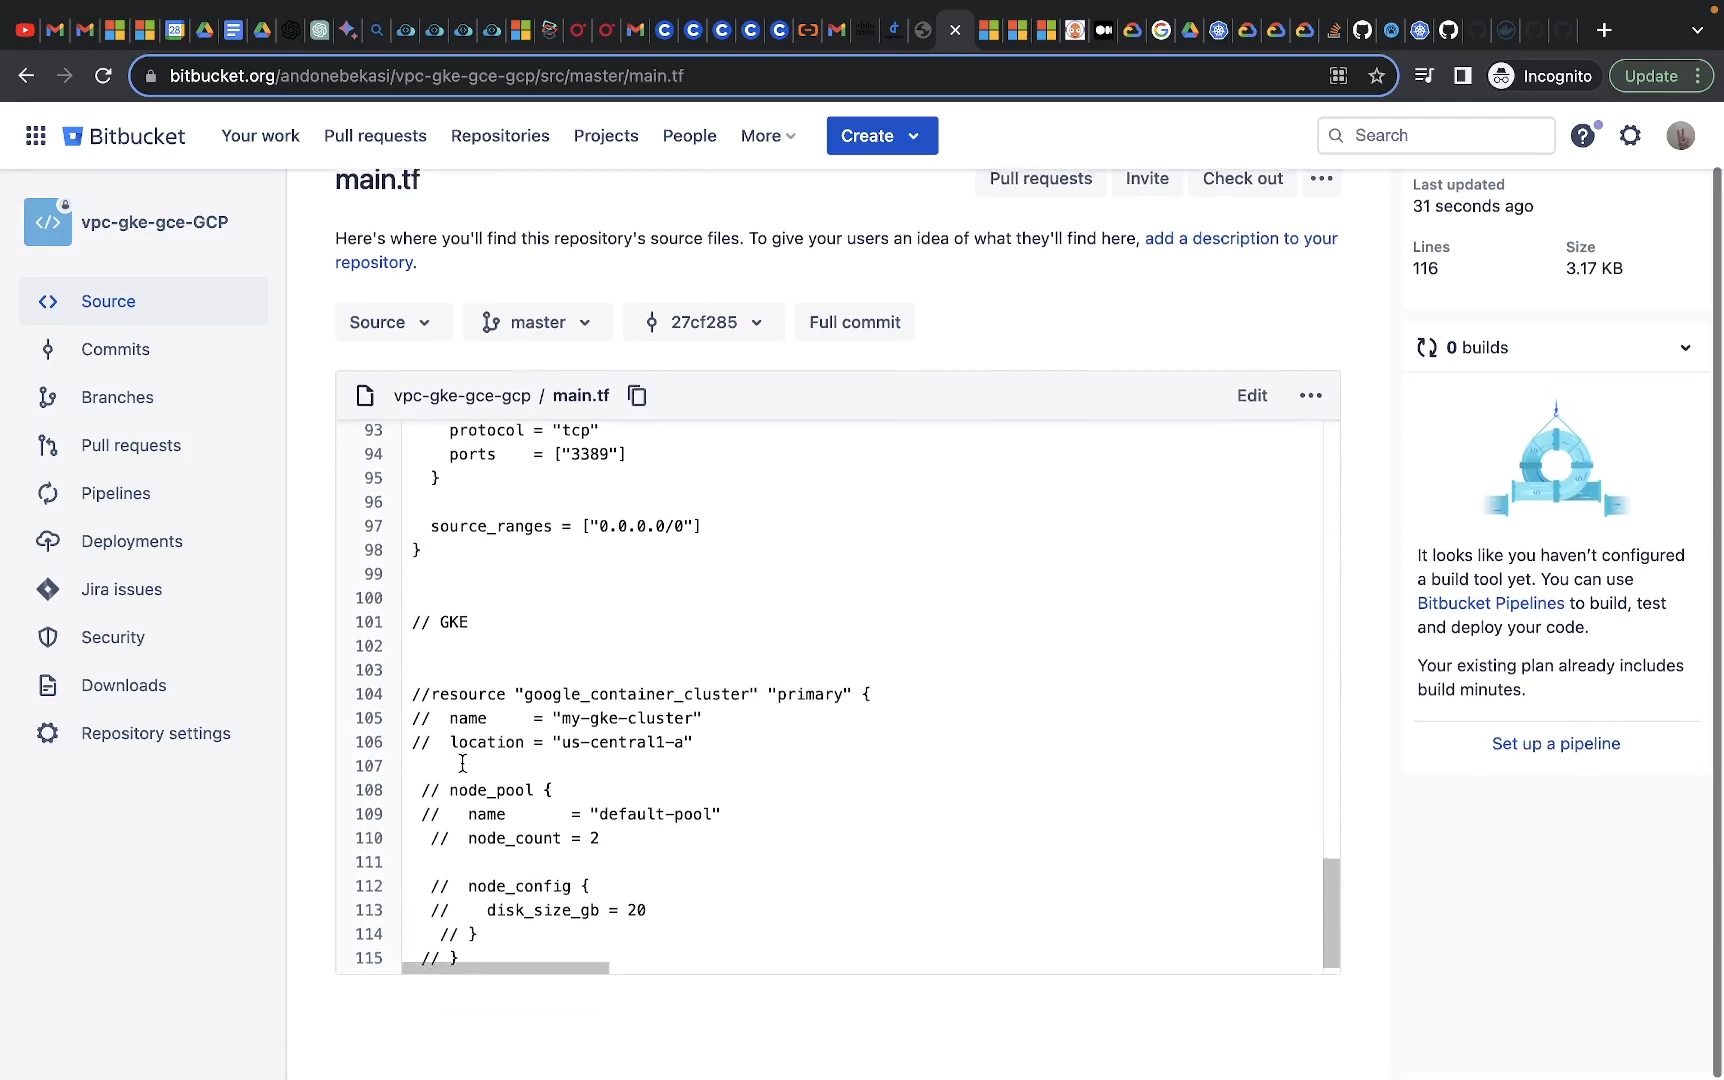 28
Incognito
Update
bitbucket.org/andonebekasi/vpc-gke-gce-gcp/src/master/main.tf
Bitbucket
Your work
Pull requests
Repositories
Projects
People
More
Create
Search
vpc-gke-gce-GCP
Source
Commits
Branches
Pull requests
Pipelines
Deployments
Jira issues
Security
Downloads
Repository settings
main.tf
Pull requests
Invite
Check out
Here's where you'll find this repository's source files. To give your users an idea of what they'll find here, add a description to your
repository.
Source
master
27cf285
Full commit
vpc-gke-gce-gcp / main.tf
Edit
93 protocol = "tcp"
94 ports    = ["3389"]
95 }
96
97 source_ranges = ["0.0.0.0/0"]
98 }
99
100
101 // GKE
102
103
104 //resource "google_container_cluster" "primary" {
105 //  name     = "my-gke-cluster"
106 //  location = "us-central1-a"
107
108 // node_pool {
109 //   name       = "default-pool"
110 //  node_count = 2
111
112 //  node_config {
113 //    disk_size_gb = 20
114 // }
115 // }
Last updated
31 seconds ago
Lines
Size
116
3.17 KB
0 builds
It looks like you haven't configured
a build tool yet. You can use
Bitbucket Pipelines to build, test
and deploy your code.
Your existing plan already includes
build minutes.
Set up a pipeline